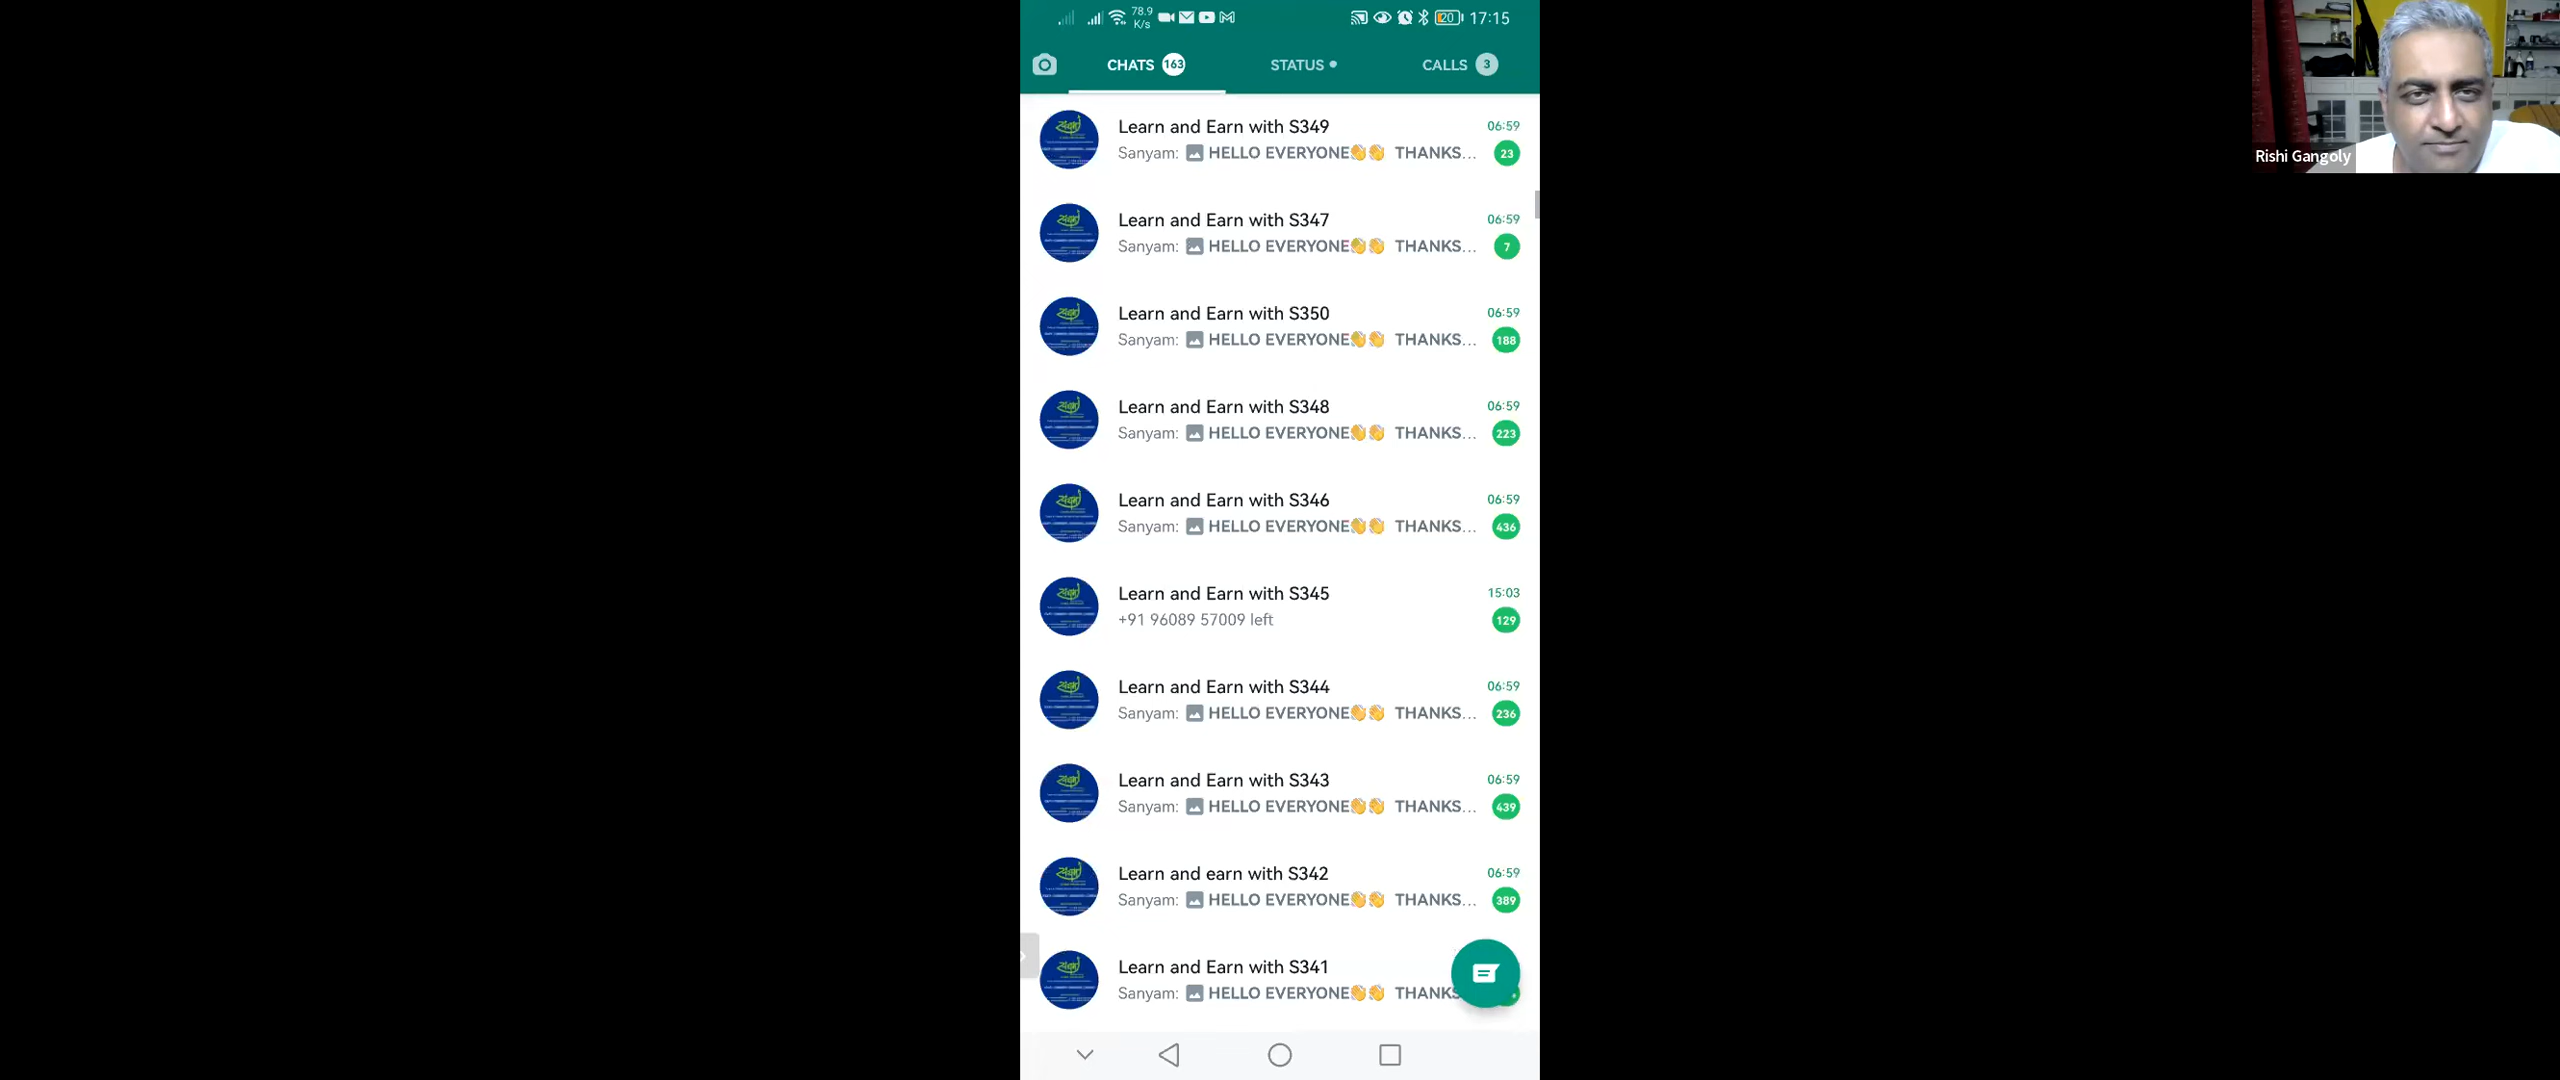 78.9
K/s
20
17:15
CHATS 163
STATUS
CALLS 3
Learn and Earn with S349
06:59
Sanyam: HELLO EVERYONE👏👏 THANKS...
23
Learn and Earn with S347
06:59
Sanyam: HELLO EVERYONE👏👏 THANKS...
7
Learn and Earn with S350
06:59
Sanyam: HELLO EVERYONE👏👏 THANKS...
188
Learn and Earn with S348
06:59
Sanyam: HELLO EVERYONE👏👏 THANKS...
223
Learn and Earn with S346
06:59
Sanyam: HELLO EVERYONE👏👏 THANKS...
436
Learn and Earn with S345
15:03
+91 96089 57009 left
129
Learn and Earn with S344
06:59
Sanyam: HELLO EVERYONE👏👏 THANKS...
236
Learn and Earn with S343
06:59
Sanyam: HELLO EVERYONE👏👏 THANKS...
439
Learn and earn with S342
06:59
Sanyam: HELLO EVERYONE👏👏 THANKS...
389
Learn and Earn with S341
Sanyam: HELLO EVERYONE👏👏 THANKS
Rishi Gangoly